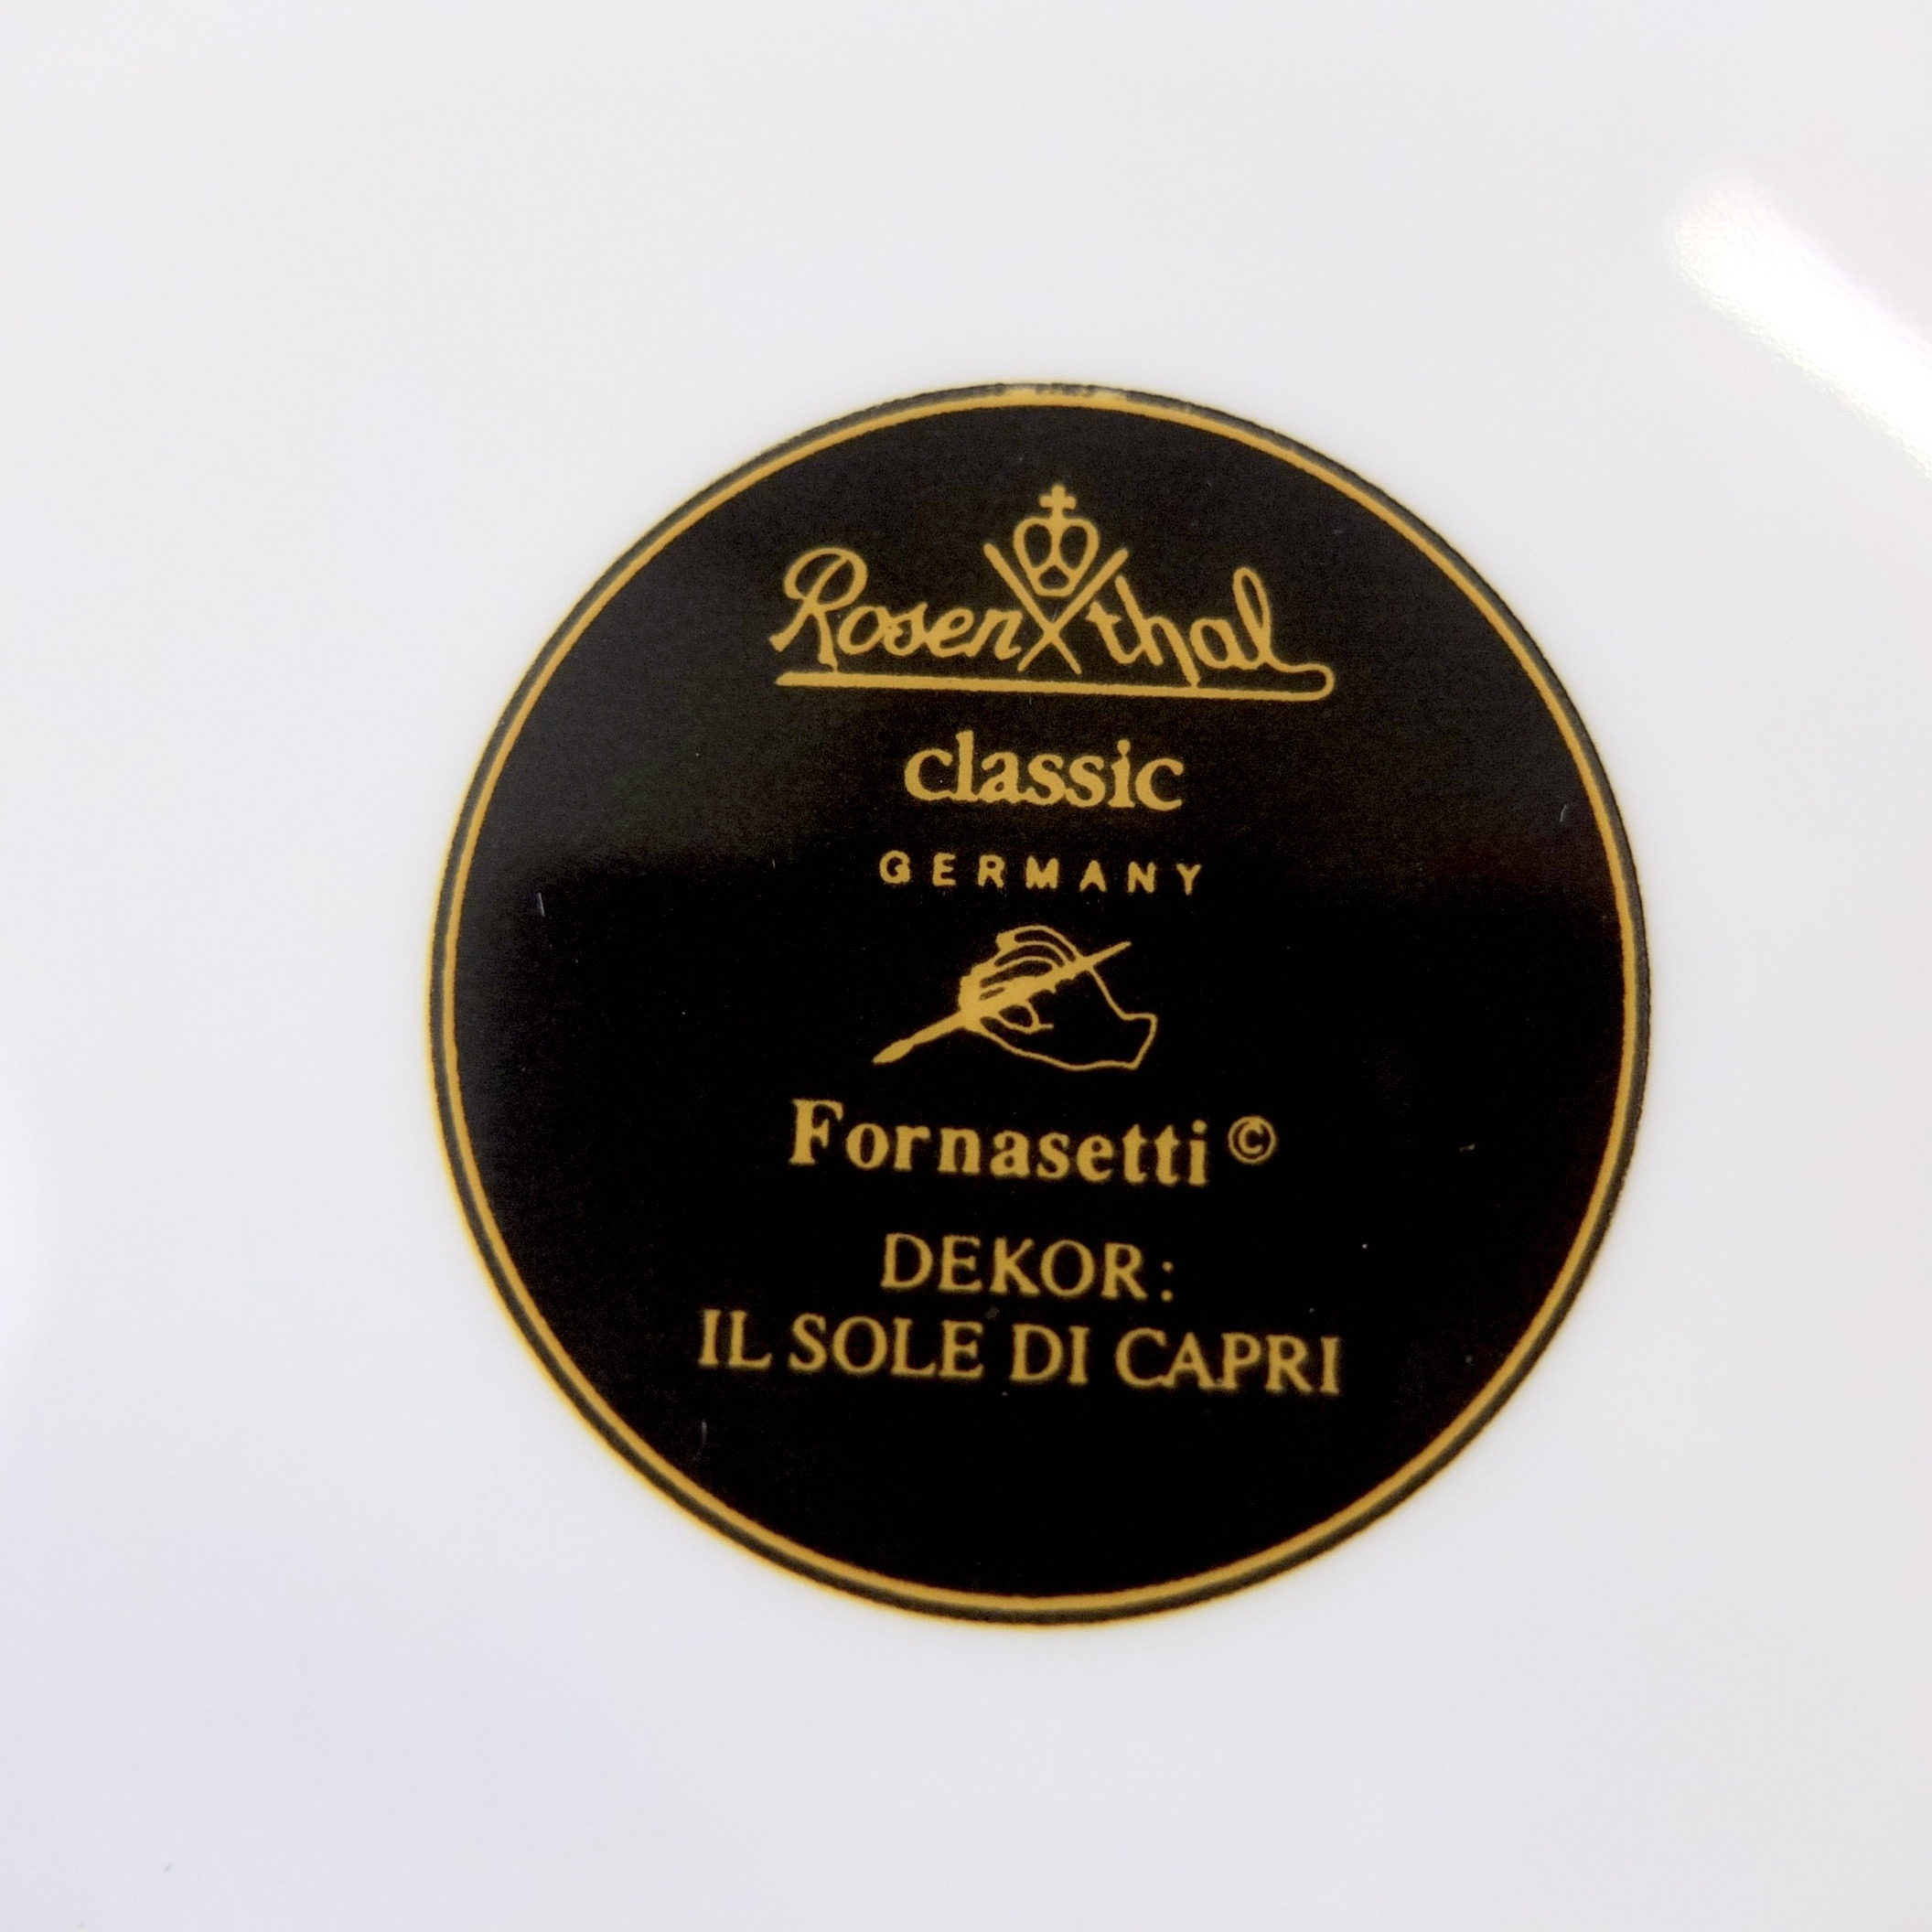 Rosenthal
classic
GERMANY
Fornasetti ©
DEKOR:
IL SOLE DI CAPRI